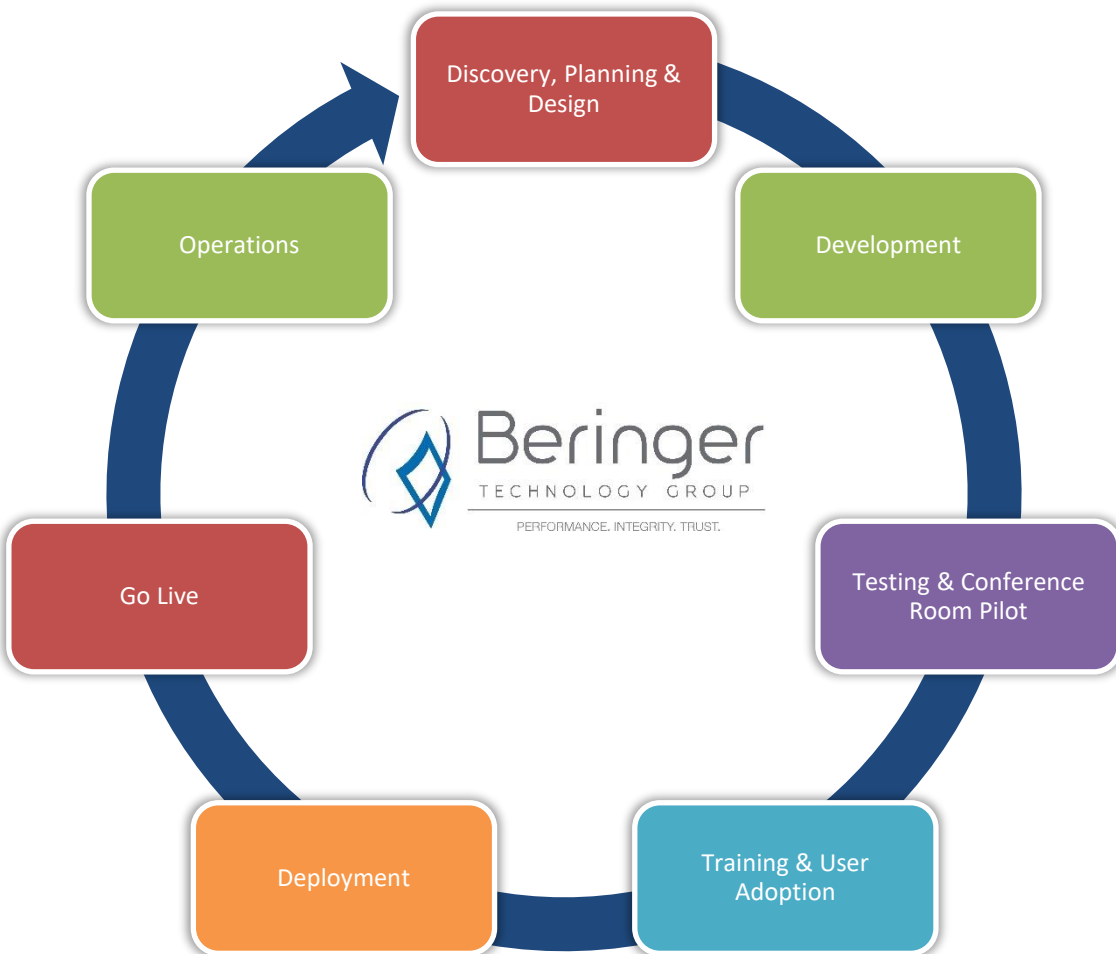 Discovery, Planning &
Design
Operations
Development
Beringer
TECHNOLOGY GROUP
PERFORMANCE. INTEGRITY. TRUST.
Go Live
Testing & Conference
Room Pilot
Deployment
Training & User
Adoption